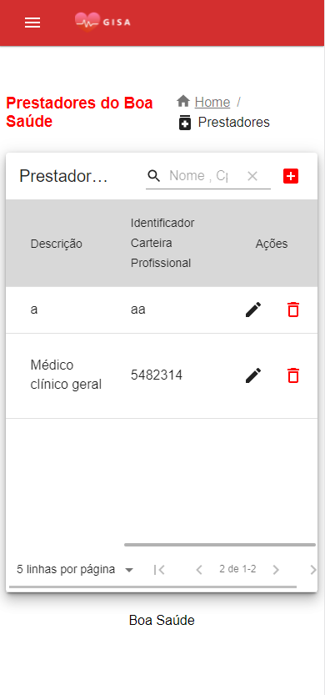 GISA
Prestadores do Boa
Saúde
Home /
Prestadores
Prestador…
Nome , Cp
Descrição
Identificador
Carteira
Profissional
Ações
a
aa
Médico
clínico geral
5482314
5 linhas por página
2 de 1-2
Boa Saúde